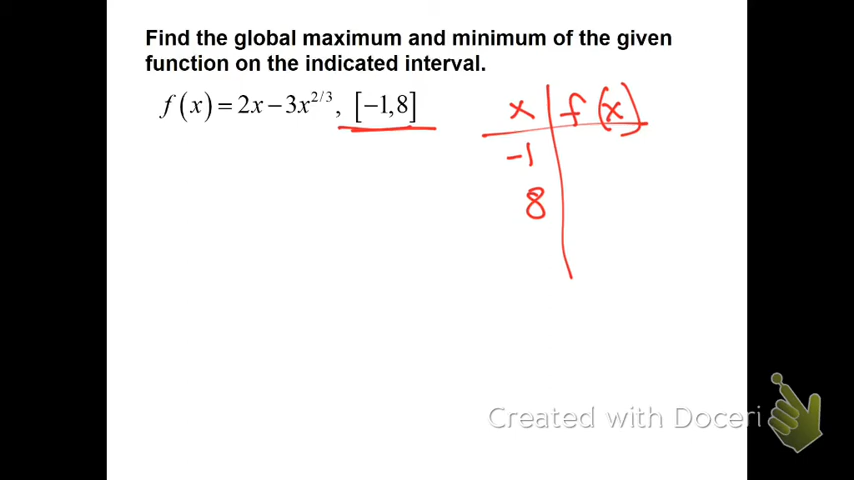 Find the global maximum and minimum of the given
function on the indicated interval.
f(x) = 2x − 3x^{2/3}, [−1,8]
x f(x)
−1
8
Created with Doceri